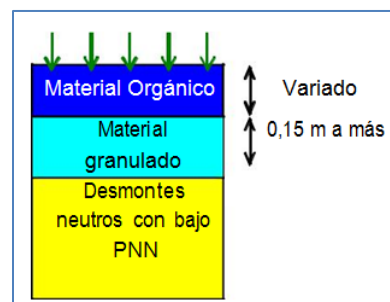 Material Orgánico
Variado
Material
granulado
0,15 m a más
Desmontes
neutros con bajo
PNN